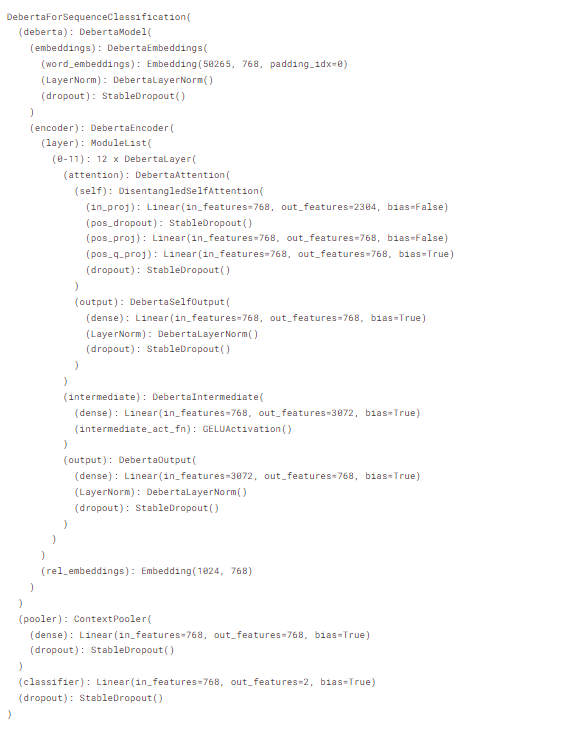 DebertaForSequenceClassification(
  (deberta): DebertaModel(
    (embeddings): DebertaEmbeddings(
      (word_embeddings): Embedding(50265, 768, padding_idx=0)
      (LayerNorm): DebertaLayerNorm()
      (dropout): StableDropout()
    )
    (encoder): DebertaEncoder(
      (layer): ModuleList(
        (0-11): 12 x DebertaLayer(
          (attention): DebertaAttention(
            (self): DisentangledSelfAttention(
              (in_proj): Linear(in_features=768, out_features=2304, bias=False)
              (pos_dropout): StableDropout()
              (pos_proj): Linear(in_features=768, out_features=768, bias=False)
              (pos_q_proj): Linear(in_features=768, out_features=768, bias=True)
              (dropout): StableDropout()
            )
            (output): DebertaSelfOutput(
              (dense): Linear(in_features=768, out_features=768, bias=True)
              (LayerNorm): DebertaLayerNorm()
              (dropout): StableDropout()
            )
          )
          (intermediate): DebertaIntermediate(
            (dense): Linear(in_features=768, out_features=3072, bias=True)
            (intermediate_act_fn): GELUActivation()
          )
          (output): DebertaOutput(
            (dense): Linear(in_features=3072, out_features=768, bias=True)
            (LayerNorm): DebertaLayerNorm()
            (dropout): StableDropout()
          )
        )
      )
      (rel_embeddings): Embedding(1024, 768)
    )
  )
  (pooler): ContextPooler(
    (dense): Linear(in_features=768, out_features=768, bias=True)
    (dropout): StableDropout()
  )
  (classifier): Linear(in_features=768, out_features=2, bias=True)
  (dropout): StableDropout()
)